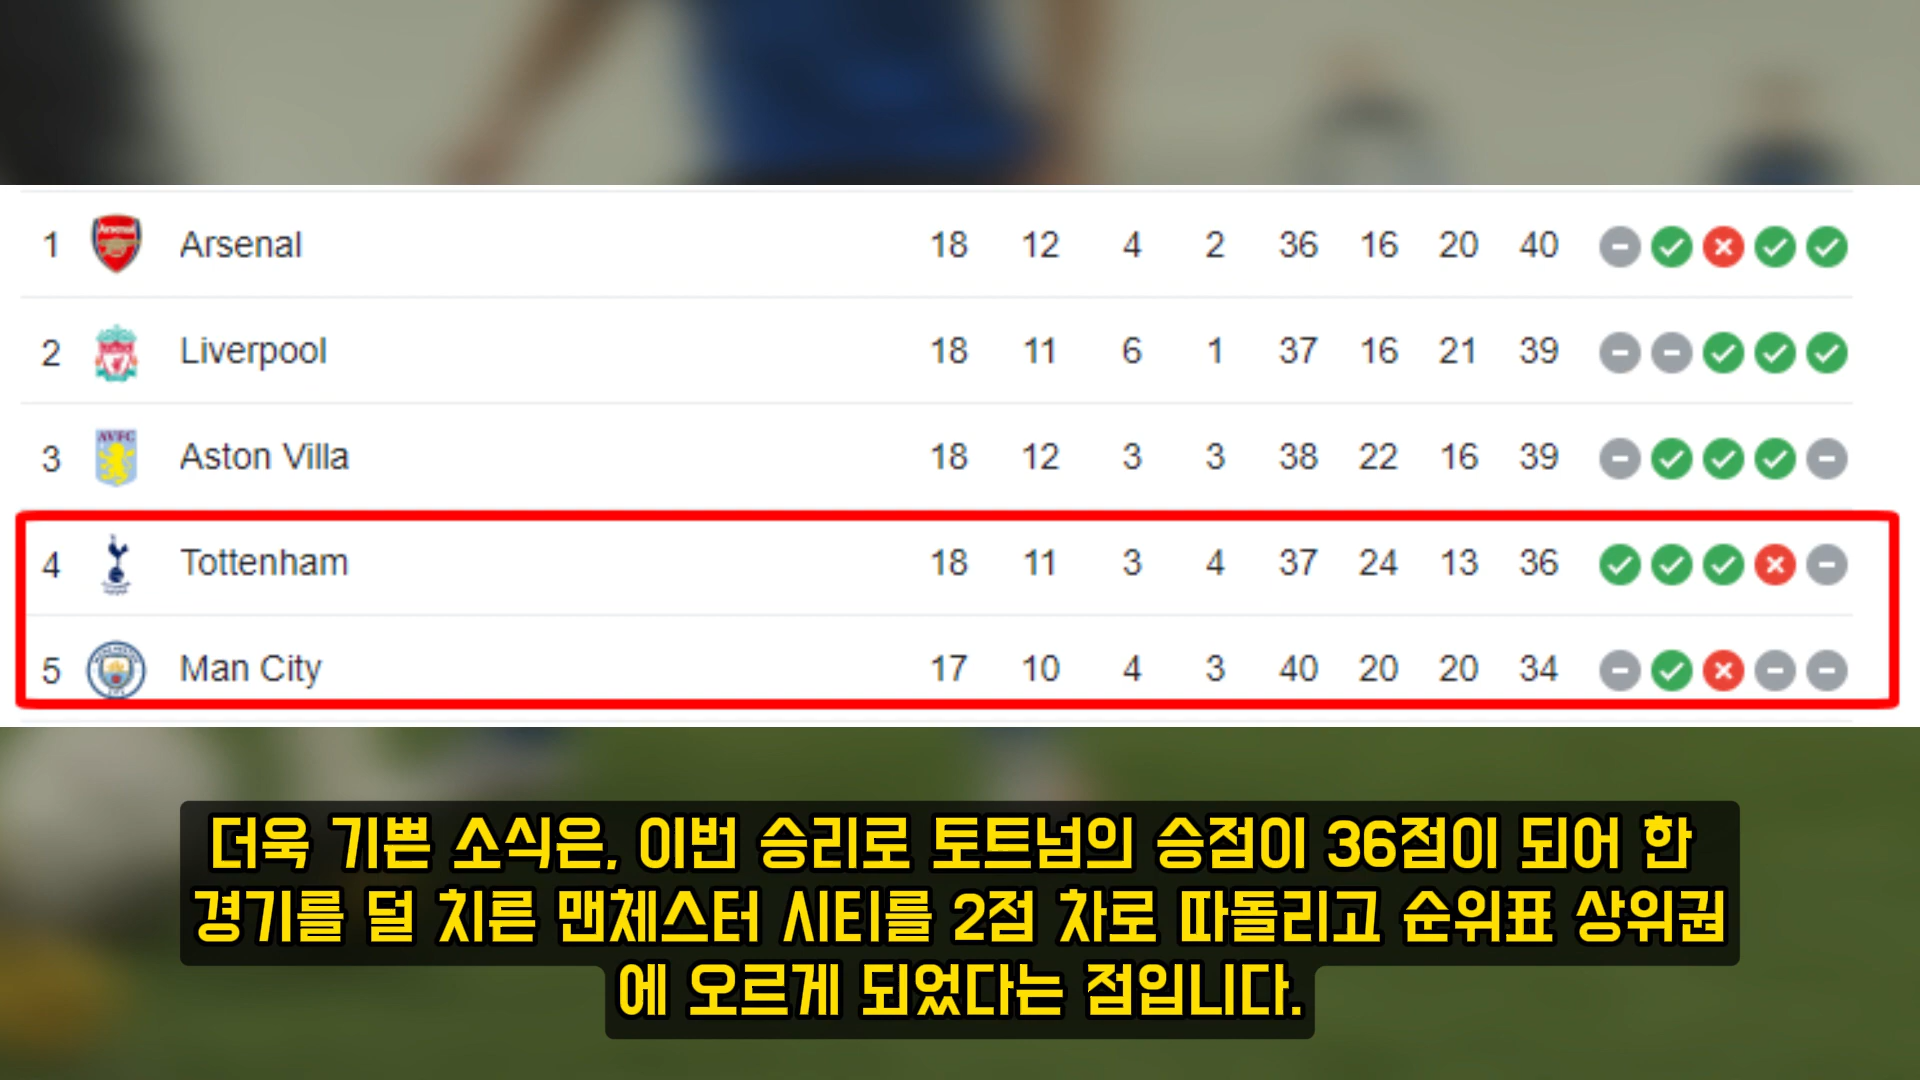 1 Arsenal 18 12 4 2 36 16 20 40
2 Liverpool 18 11 6 1 37 16 21 39
3 AVFC Aston Villa 18 12 3 3 38 22 16 39
4 Tottenham 18 11 3 4 37 24 13 36
5 Man City 17 10 4 3 40 20 20 34
더욱 기쁜 소식은, 이번 승리로 토트넘의 승점이 36점이 되어 한
경기를 덜 치른 맨체스터 시티를 2점 차로 따돌리고 순위표 상위권
에 오르게 되었다는 점입니다.